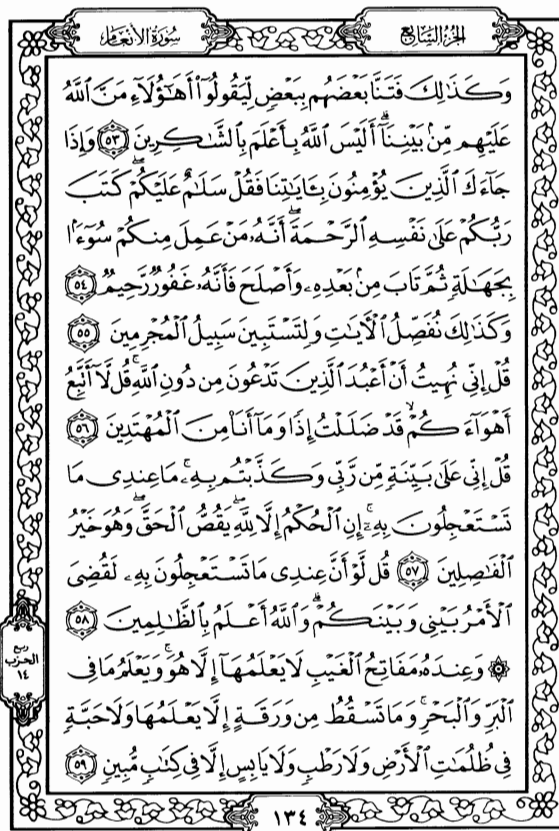 الجزء السابع
سورة الأنعام
وَكَذَٰلِكَ فَتَنَّا بَعْضَهُم بِبَعْضٍ لِّيَقُولُوٓا۟ أَهَٰٓؤُلَآءِ مَنَّ ٱللَّهُ
عَلَيْهِم مِّنۢ بَيْنِنَآ ۗ أَلَيْسَ ٱللَّهُ بِأَعْلَمَ بِٱلشَّٰكِرِينَ ٥٣ وَإِذَا
جَآءَكَ ٱلَّذِينَ يُؤْمِنُونَ بِـَٔايَٰتِنَا فَقُلْ سَلَٰمٌ عَلَيْكُمْ ۖ كَتَبَ
رَبُّكُمْ عَلَىٰ نَفْسِهِ ٱلرَّحْمَةَ ۖ أَنَّهُۥ مَنْ عَمِلَ مِنكُمْ سُوٓءًۢا
بِجَهَٰلَةٍ ثُمَّ تَابَ مِنۢ بَعْدِهِۦ وَأَصْلَحَ فَأَنَّهُۥ غَفُورٌ رَّحِيمٌ ٥٤
وَكَذَٰلِكَ نُفَصِّلُ ٱلْءَايَٰتِ وَلِتَسْتَبِينَ سَبِيلُ ٱلْمُجْرِمِينَ ٥٥
قُلْ إِنِّى نُهِيتُ أَنْ أَعْبُدَ ٱلَّذِينَ تَدْعُونَ مِن دُونِ ٱللَّهِ ۚ قُل لَّآ أَتَّبِعُ
أَهْوَآءَكُمْ ۙ قَدْ ضَلَلْتُ إِذًا وَمَآ أَنَا۠ مِنَ ٱلْمُهْتَدِينَ ٥٦
قُلْ إِنِّى عَلَىٰ بَيِّنَةٍ مِّن رَّبِّى وَكَذَّبْتُم بِهِۦ ۚ مَا عِندِى مَا
تَسْتَعْجِلُونَ بِهِۦٓ ۚ إِنِ ٱلْحُكْمُ إِلَّا لِلَّهِ ۖ يَقُصُّ ٱلْحَقَّ ۖ وَهُوَ خَيْرُ
ٱلْفَٰصِلِينَ ٥٧ قُل لَّوْ أَنَّ عِندِى مَا تَسْتَعْجِلُونَ بِهِۦ لَقُضِىَ
ٱلْأَمْرُ بَيْنِى وَبَيْنَكُمْ ۗ وَٱللَّهُ أَعْلَمُ بِٱلظَّٰلِمِينَ ٥٨
۞ وَعِندَهُۥ مَفَاتِحُ ٱلْغَيْبِ لَا يَعْلَمُهَآ إِلَّا هُوَ ۚ وَيَعْلَمُ مَا فِى
ٱلْبَرِّ وَٱلْبَحْرِ ۚ وَمَا تَسْقُطُ مِن وَرَقَةٍ إِلَّا يَعْلَمُهَا وَلَا حَبَّةٍ
فِى ظُلُمَٰتِ ٱلْأَرْضِ وَلَا رَطْبٍ وَلَا يَابِسٍ إِلَّا فِى كِتَٰبٍ مُّبِينٍ ٥٩
ربع
الحزب
١٤
١٣٤